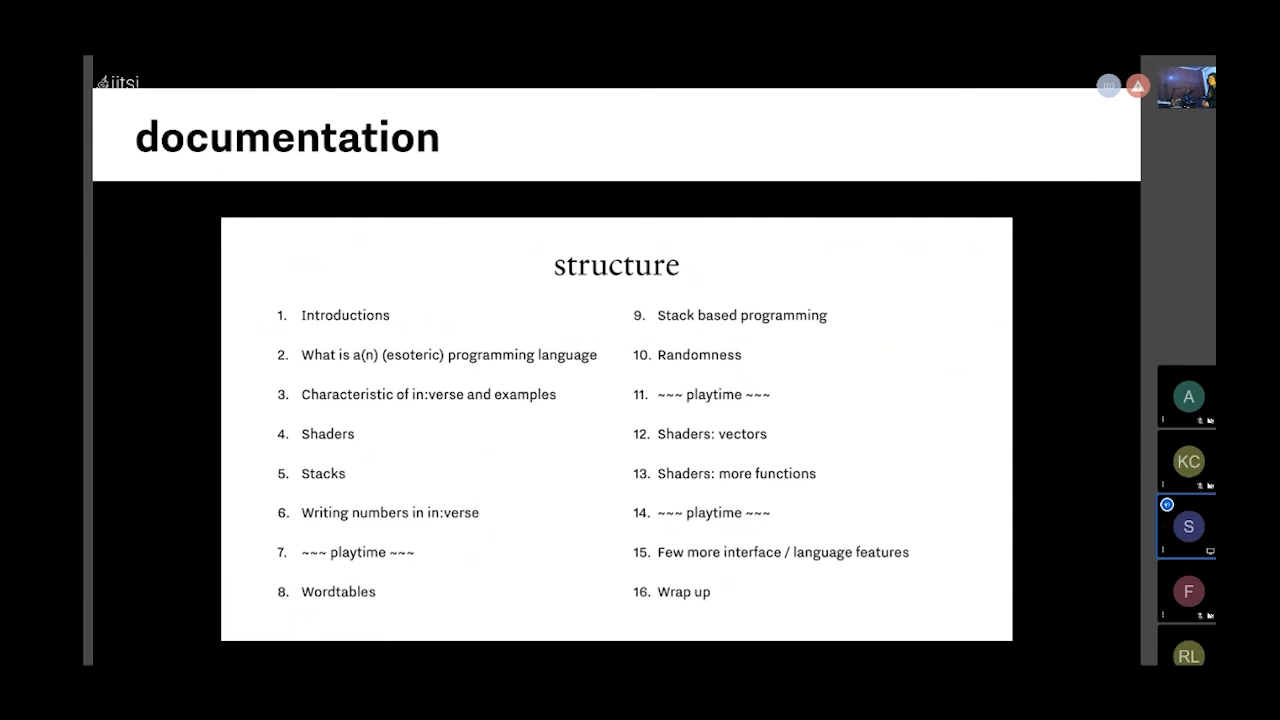 jitsi
documentation
structure
1. Introductions
2. What is a(n) (esoteric) programming language
3. Characteristic of in:verse and examples
4. Shaders
5. Stacks
6. Writing numbers in in:verse
7. ~~~ playtime ~~~
8. Wordtables
9. Stack based programming
10. Randomness
11. ~~~ playtime ~~~
12. Shaders: vectors
13. Shaders: more functions
14. ~~~ playtime ~~~
15. Few more interface / language features
16. Wrap up
A
KC
S
F
RL